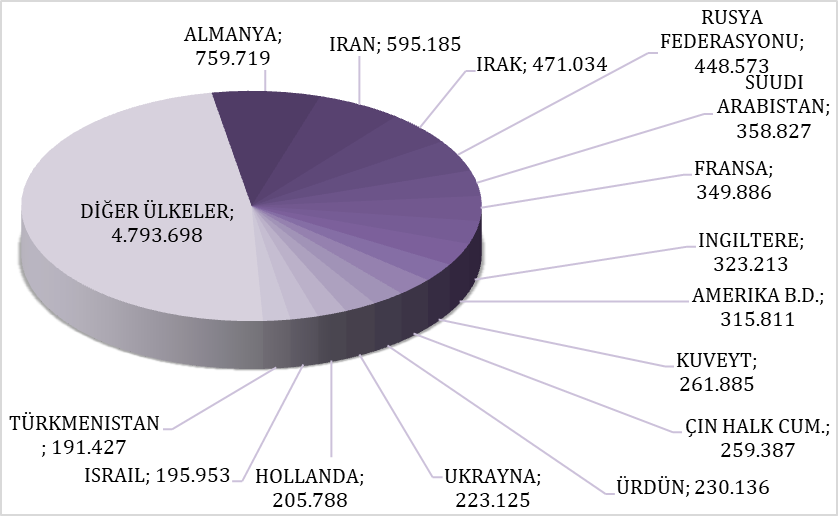 ALMANYA;
759.719
IRAN; 595.185
IRAK; 471.034
RUSYA
FEDERASYONU;
448.573
SUUDI
ARABISTAN;
358.827
FRANSA;
349.886
INGILTERE;
323.213
AMERIKA B.D.;
315.811
KUVEYT;
261.885
ÇIN HALK CUM.;
259.387
ÜRDÜN; 230.136
UKRAYNA;
223.125
HOLLANDA;
205.788
ISRAIL; 195.953
TÜRKMENISTAN
; 191.427
DİĞER ÜLKELER;
4.793.698